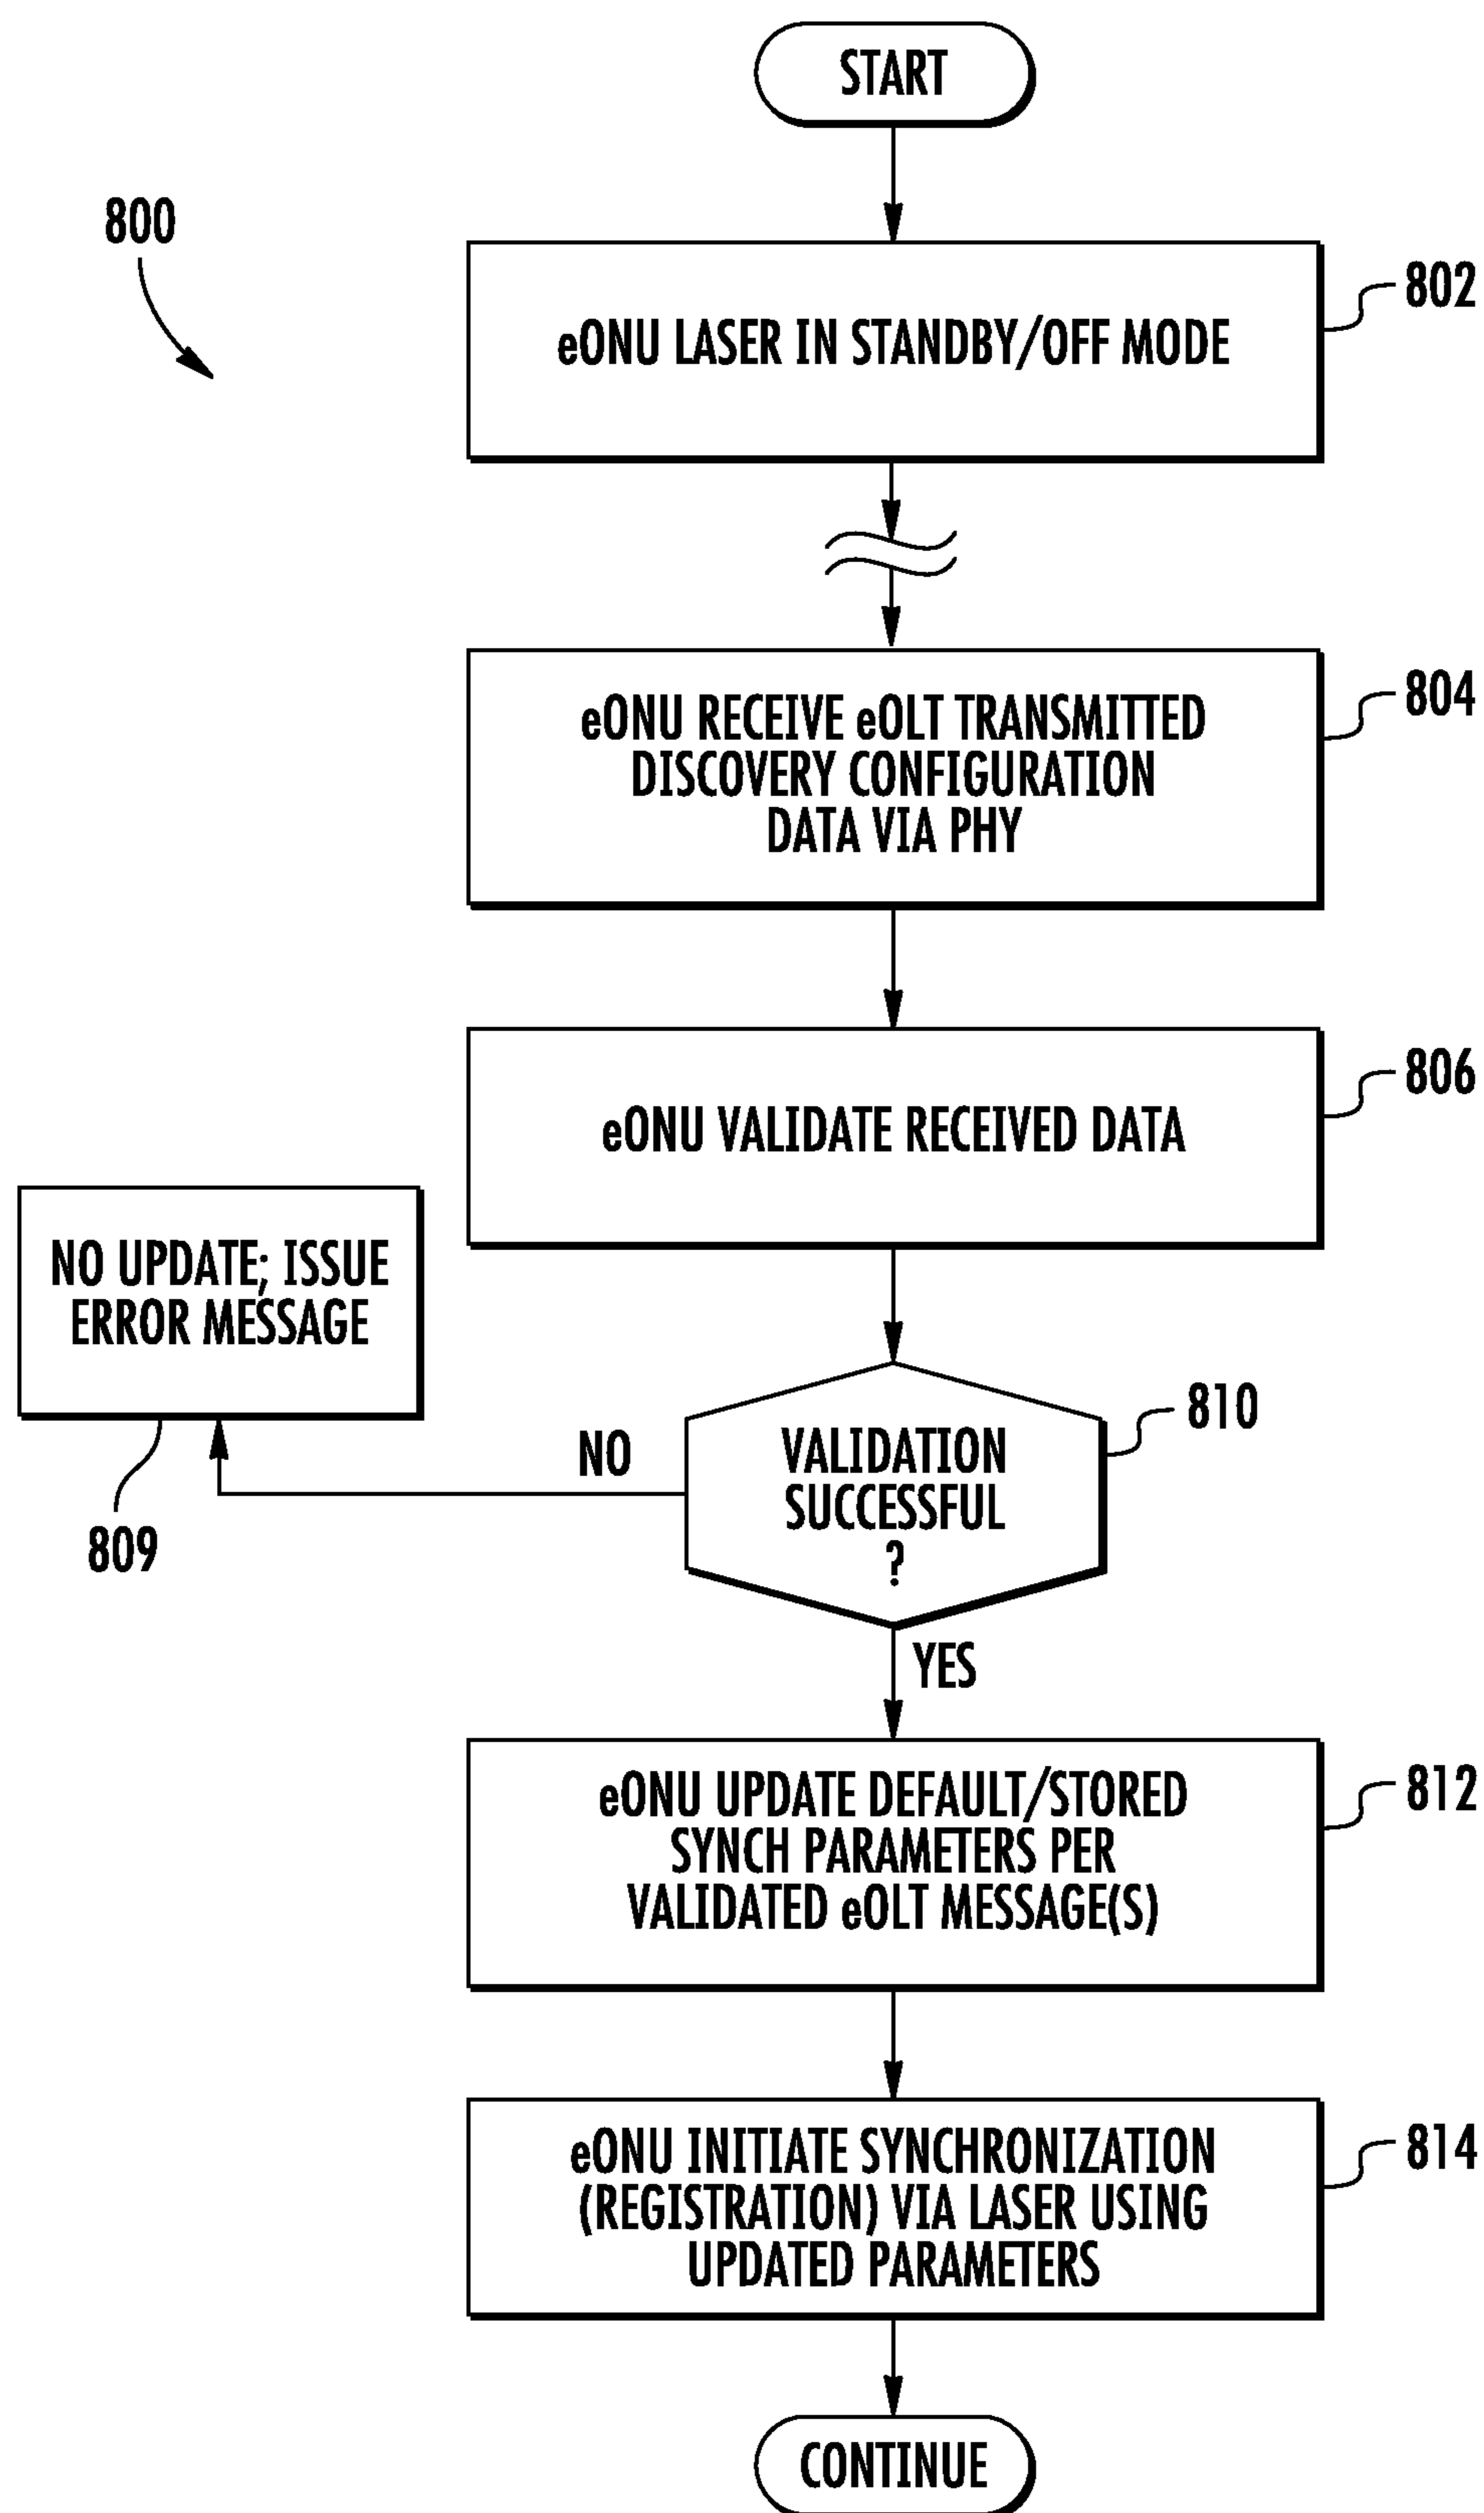 START
800
802
eONU LASER IN STANDBY/OFF MODE
804
eONU RECEIVE eOLT TRANSMITTED
DISCOVERY CONFIGURATION
DATA VIA PHY
806
eONU VALIDATE RECEIVED DATA
NO UPDATE; ISSUE
ERROR MESSAGE
809
NO
810
VALIDATION
SUCCESSFUL
?
YES
812
eONU UPDATE DEFAULT/STORED
SYNCH PARAMETERS PER
VALIDATED eOLT MESSAGE(S)
814
eONU INITIATE SYNCHRONIZATION
(REGISTRATION) VIA LASER USING
UPDATED PARAMETERS
CONTINUE